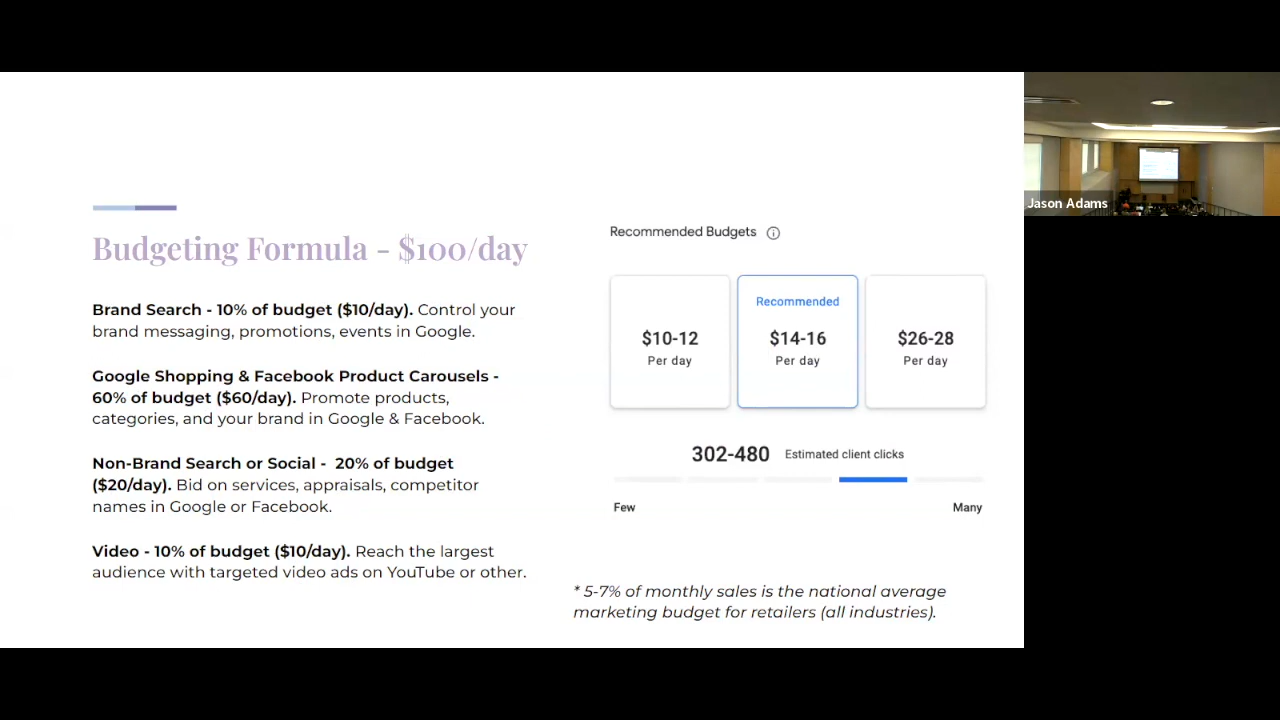 Budgeting Formula - $100/day
Brand Search - 10% of budget ($10/day). Control your
brand messaging, promotions, events in Google.
Google Shopping & Facebook Product Carousels -
60% of budget ($60/day). Promote products,
categories, and your brand in Google & Facebook.
Non-Brand Search or Social -  20% of budget
($20/day). Bid on services, appraisals, competitor
names in Google or Facebook.
Video - 10% of budget ($10/day). Reach the largest
audience with targeted video ads on YouTube or other.
Recommended Budgets
$10-12
Per day
Recommended
$14-16
Per day
$26-28
Per day
302-480 Estimated client clicks
Few Many
* 5-7% of monthly sales is the national average
marketing budget for retailers (all industries).
Jason Adams